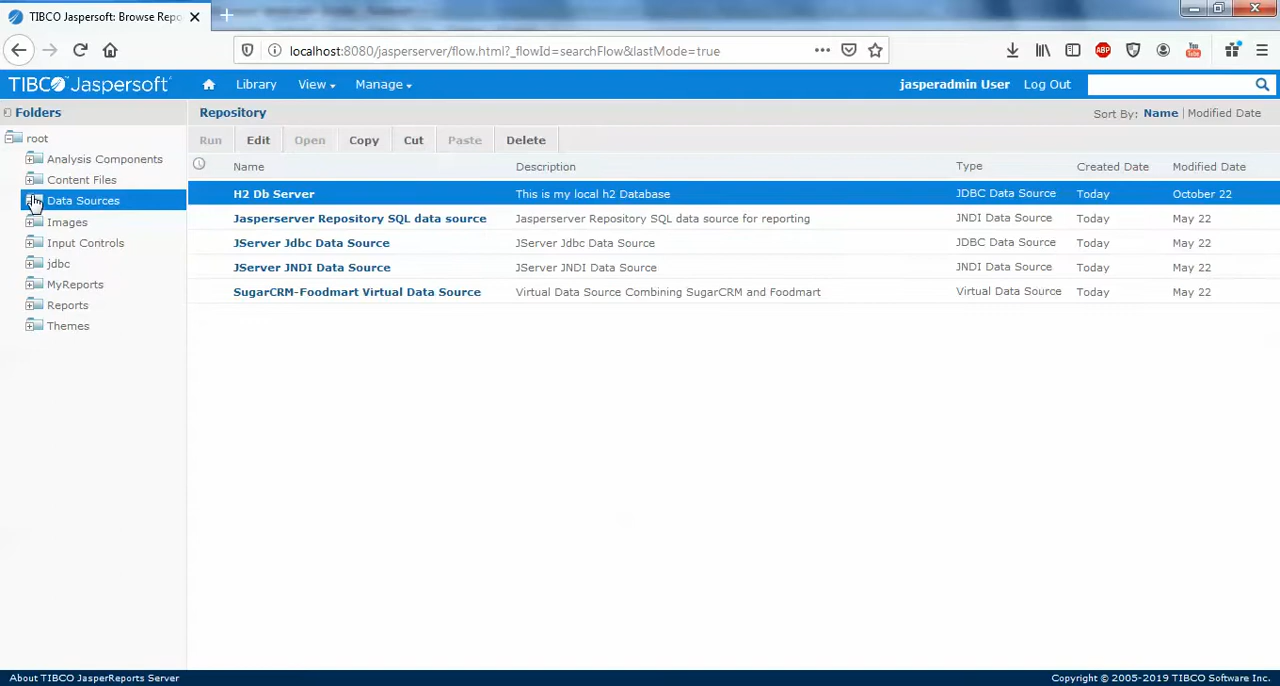 TIBCO Jaspersoft: Browse Repo
localhost:8080/jasperserver/flow.html?_flowId=searchFlow&lastMode=true
ABP
TIBCO Jaspersoft Library View Manage jasperadmin User Log Out
Folders
root
Analysis Components
Content Files
Data Sources
Images
Input Controls
jdbc
MyReports
Reports
Themes
Repository Sort By: Name | Modified Date
Run Edit Open Copy Cut Paste Delete
Name Description Type Created Date Modified Date
H2 Db Server This is my local h2 Database JDBC Data Source Today October 22
Jasperserver Repository SQL data source Jasperserver Repository SQL data source for reporting JNDI Data Source Today May 22
JServer Jdbc Data Source JServer Jdbc Data Source JDBC Data Source Today May 22
JServer JNDI Data Source JServer JNDI Data Source JNDI Data Source Today May 22
SugarCRM-Foodmart Virtual Data Source Virtual Data Source Combining SugarCRM and Foodmart Virtual Data Source Today May 22
About TIBCO JasperReports Server Copyright © 2005-2019 TIBCO Software Inc.